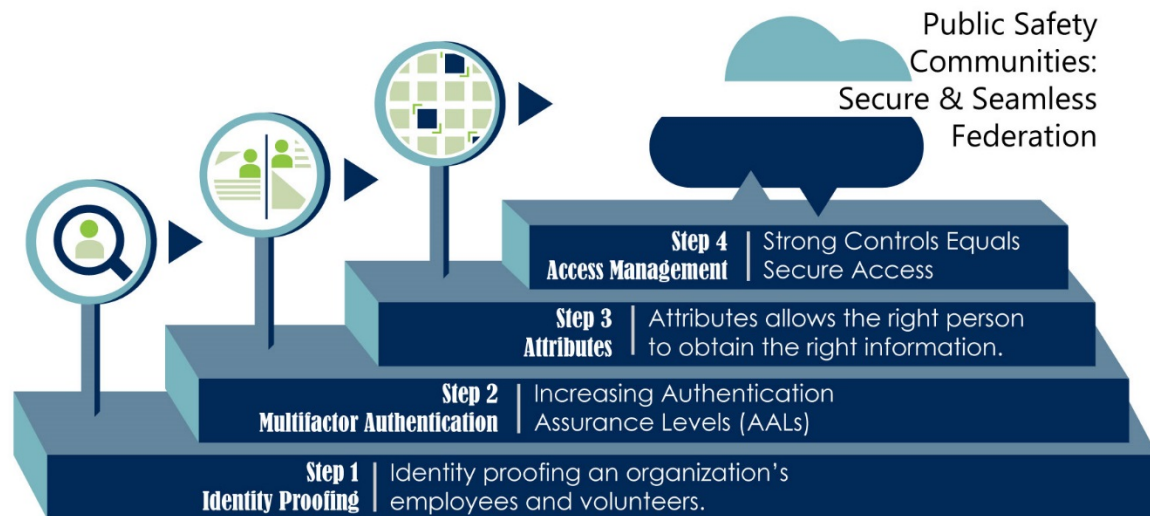 Public Safety
Communities:
Secure & Seamless
Federation
Step 4
Access Management
Strong Controls Equals
Secure Access
Step 3
Attributes
Attributes allows the right person
to obtain the right information.
Step 2
Multifactor Authentication
Increasing Authentication
Assurance Levels (AALs)
Step 1
Identity Proofing
Identity proofing an organization’s
employees and volunteers.